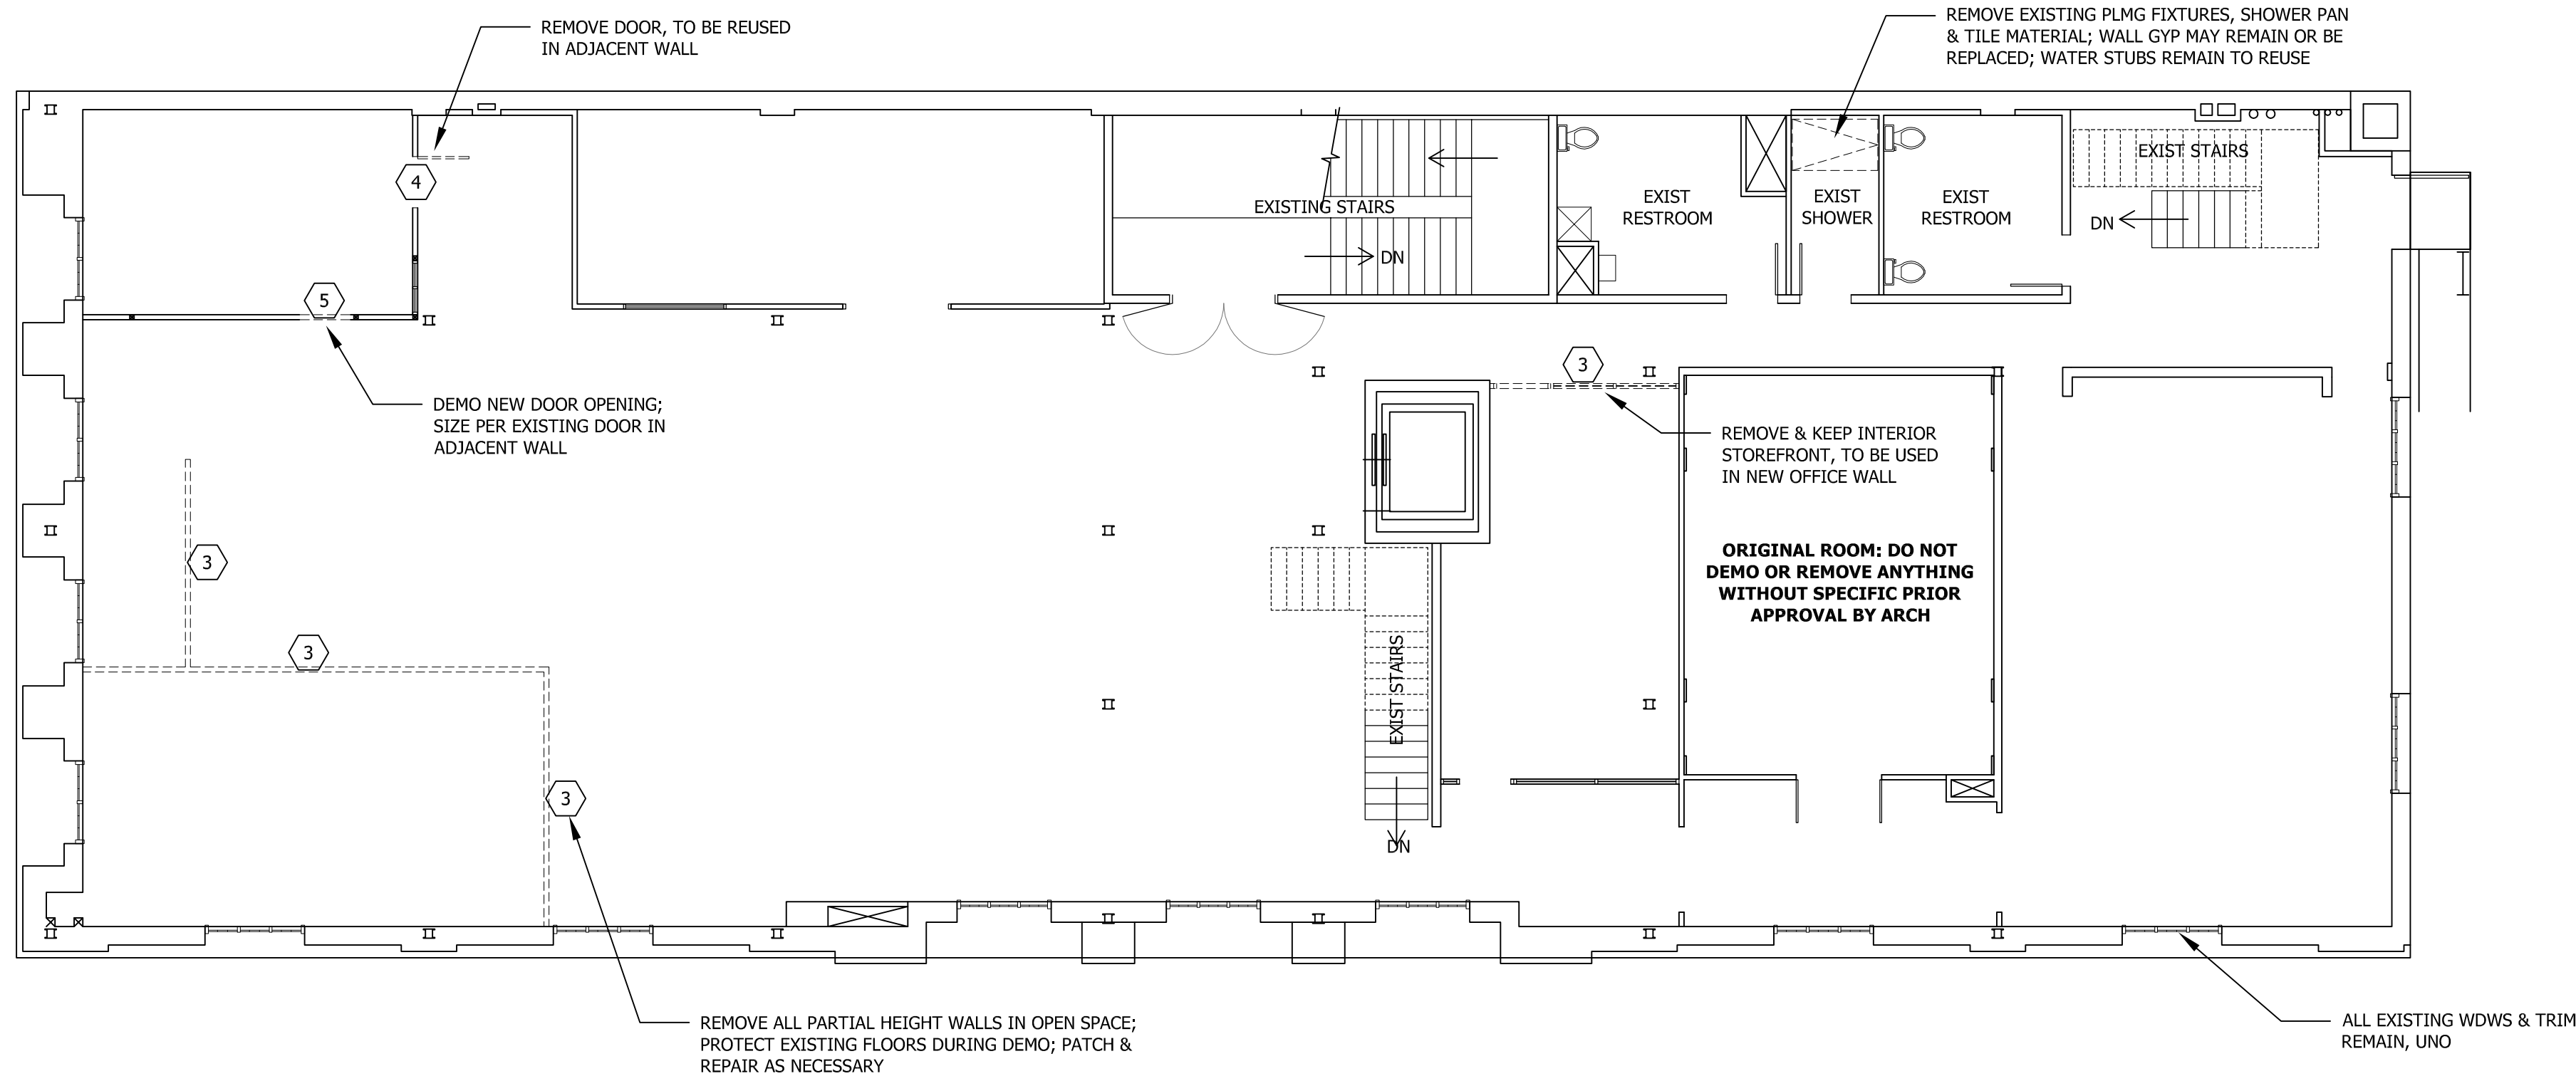 REMOVE DOOR, TO BE REUSED
IN ADJACENT WALL
REMOVE EXISTING PLMG FIXTURES, SHOWER PAN
& TILE MATERIAL; WALL GYP MAY REMAIN OR BE
REPLACED; WATER STUBS REMAIN TO REUSE
4
EXISTING STAIRS
DN
EXIST
RESTROOM
EXIST
SHOWER
EXIST
RESTROOM
EXIST STAIRS
DN
5
DEMO NEW DOOR OPENING;
SIZE PER EXISTING DOOR IN
ADJACENT WALL
3
REMOVE & KEEP INTERIOR
STOREFRONT, TO BE USED
IN NEW OFFICE WALL
ORIGINAL ROOM: DO NOT
DEMO OR REMOVE ANYTHING
WITHOUT SPECIFIC PRIOR
APPROVAL BY ARCH
3
3
3
EXIST STAIRS
DN
REMOVE ALL PARTIAL HEIGHT WALLS IN OPEN SPACE;
PROTECT EXISTING FLOORS DURING DEMO; PATCH &
REPAIR AS NECESSARY
ALL EXISTING WDWS & TRIM
REMAIN, UNO